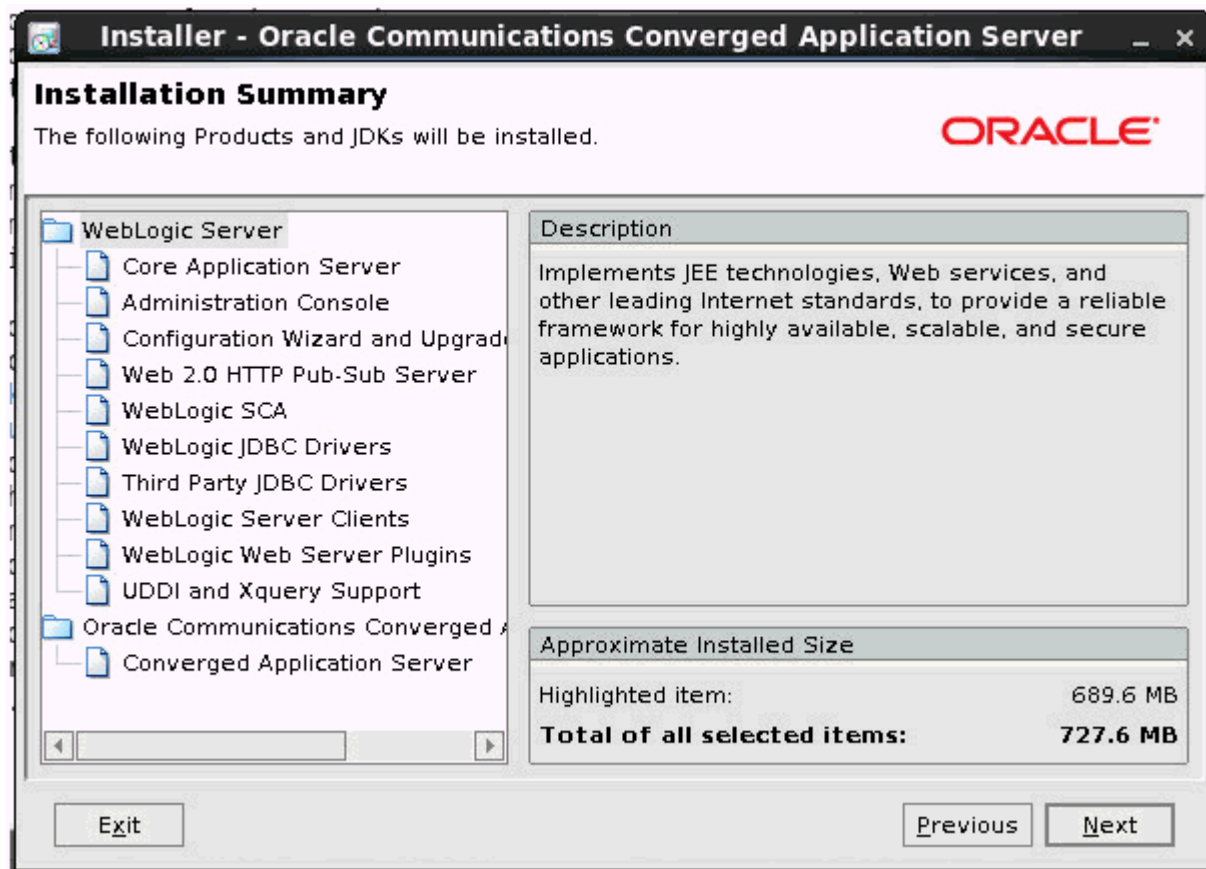 Installer - Oracle Communications Converged Application Server
Installation Summary
The following Products and JDKs will be installed.
ORACLE
WebLogic Server
Core Application Server
Administration Console
Configuration Wizard and Upgrad
Web 2.0 HTTP Pub-Sub Server
WebLogic SCA
WebLogic JDBC Drivers
Third Party JDBC Drivers
WebLogic Server Clients
WebLogic Web Server Plugins
UDDI and Xquery Support
Oracle Communications Converged
Converged Application Server
Description
Implements JEE technologies, Web services, and
other leading Internet standards, to provide a reliable
framework for highly available, scalable, and secure
applications.
Approximate Installed Size
Highlighted item: 689.6 MB
Total of all selected items: 727.6 MB
Exit
Previous
Next